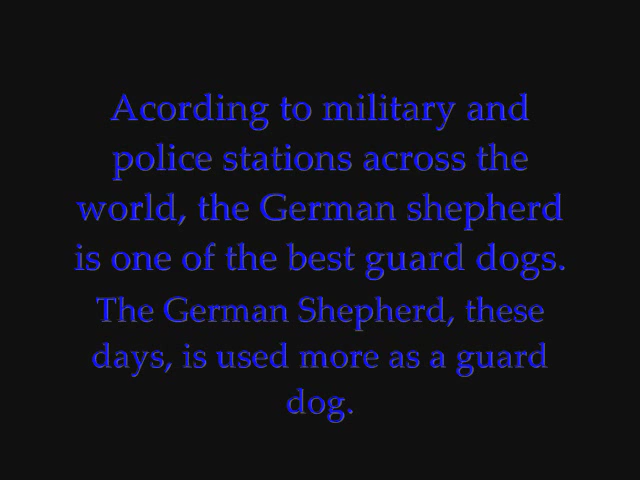 Acording to military and
police stations across the
world, the German shepherd
is one of the best guard dogs.
The German Shepherd, these
days, is used more as a guard
dog.